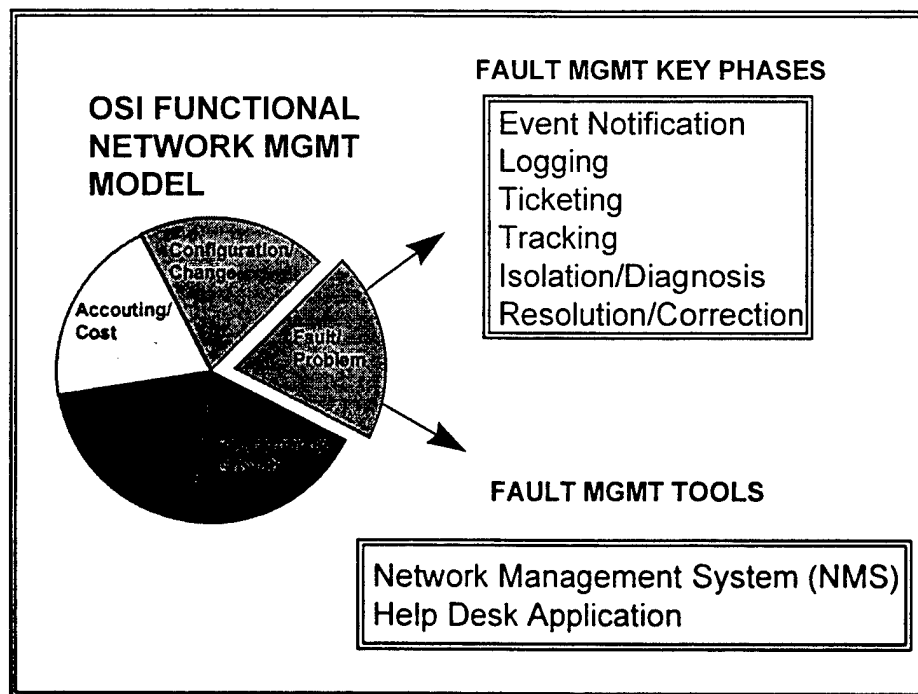 FAULT MGMT KEY PHASES
OSI FUNCTIONAL
NETWORK MGMT
MODEL
Event Notification
Logging
Ticketing
Tracking
Isolation/Diagnosis
Resolution/Correction
Configuration/
Change
Accouting/
Cost
Fault/
Problem
FAULT MGMT TOOLS
Network Management System (NMS)
Help Desk Application